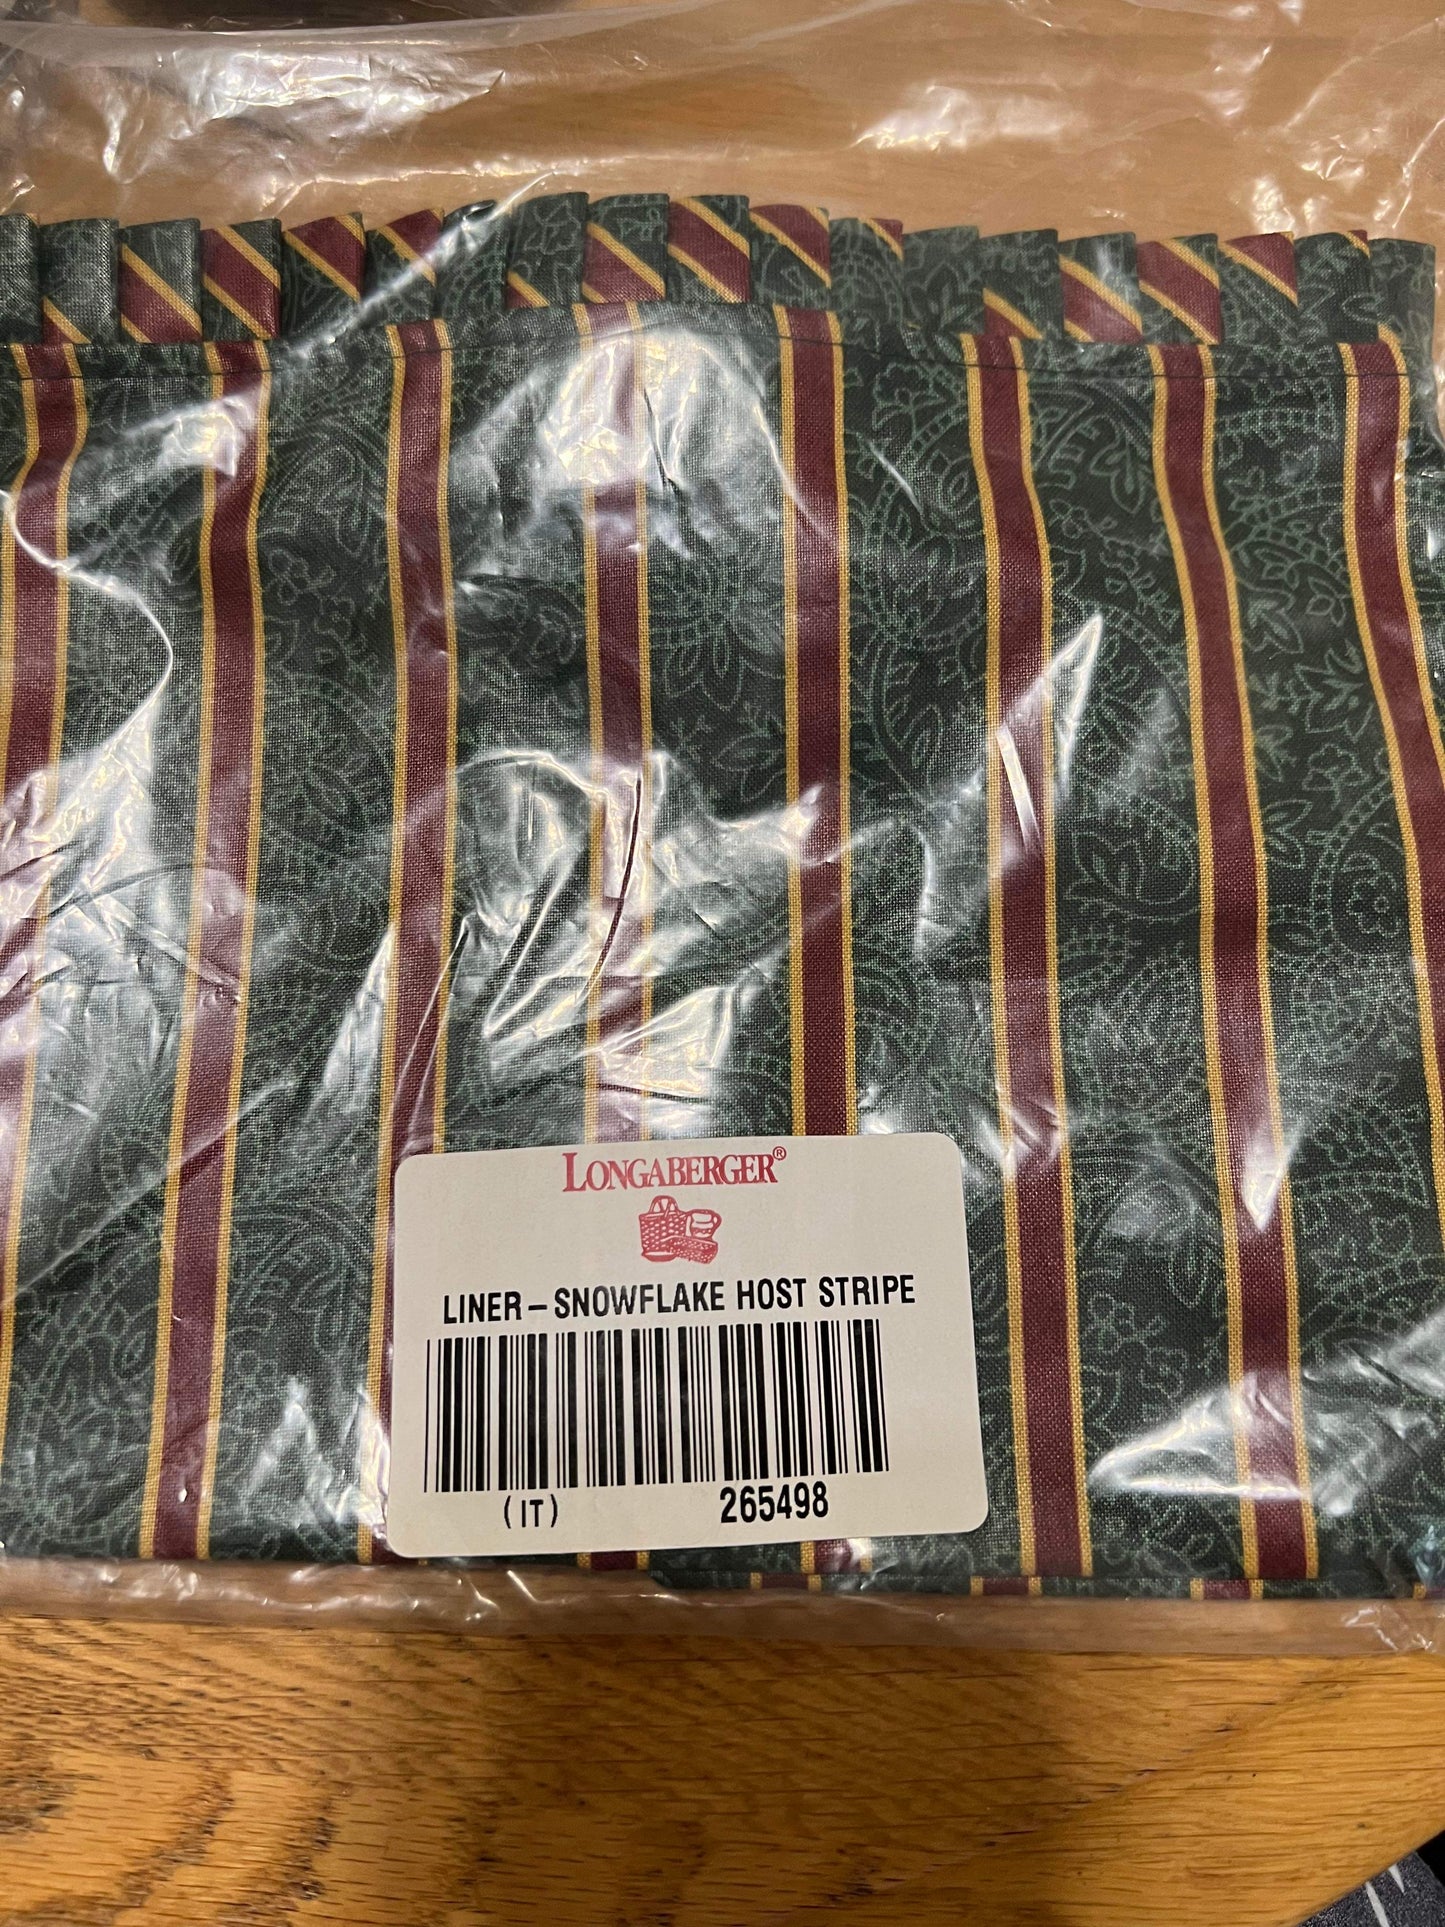 LONGABERGER®
LINER – SNOWFLAKE HOST STRIPE
(IT) 265498